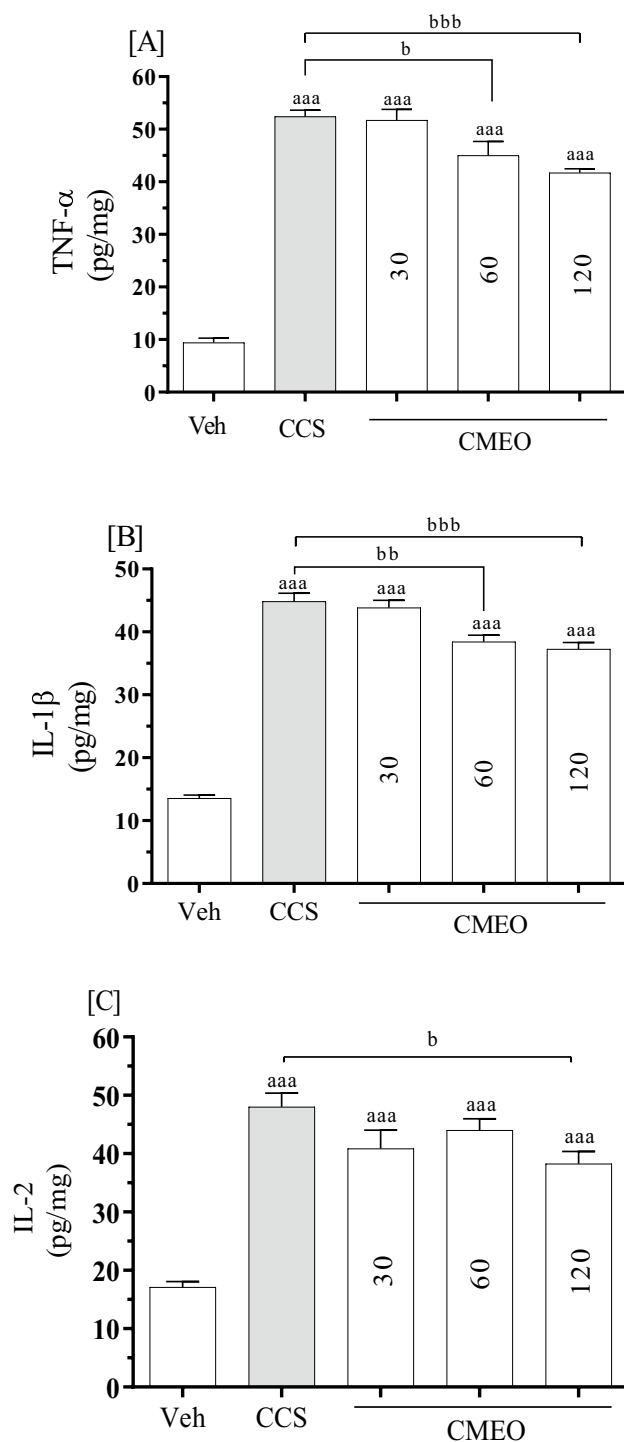 [A]
bbb
b
60
50
40
30
20
10
0
TNF-α
(pg/mg)
aaa
aaa
aaa
aaa
30
60
120
Veh
CCS
CMEO
[B]
bbb
bb
50
40
30
20
10
0
IL-1β
(pg/mg)
aaa
aaa
aaa
aaa
30
60
120
Veh
CCS
CMEO
[C]
b
60
50
40
30
20
10
0
IL-2
(pg/mg)
aaa
aaa
aaa
aaa
30
60
120
Veh
CCS
CMEO